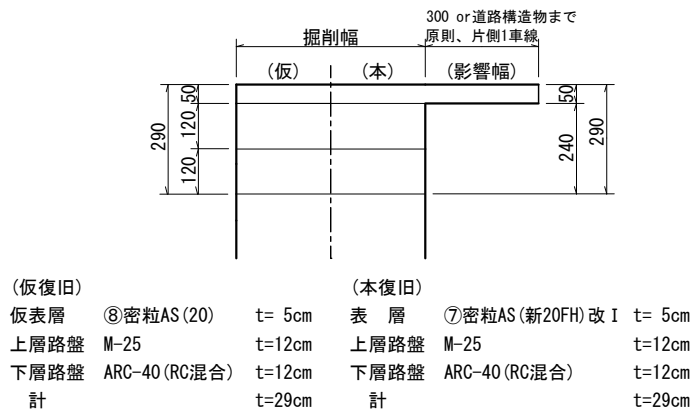 300 or道路構造物まで
原則、片側1車線
掘削幅
(仮) (本) (影響幅)
50
120
120
290
50
240
290
(仮復旧) (本復旧)
仮表層 ⑧密粒AS(20) t= 5cm 表 層 ⑦密粒AS(新20FH)改Ⅰ t= 5cm
上層路盤 M-25 t=12cm 上層路盤 M-25 t=12cm
下層路盤 ARC-40(RC混合) t=12cm 下層路盤 ARC-40(RC混合) t=12cm
計 t=29cm 計 t=29cm